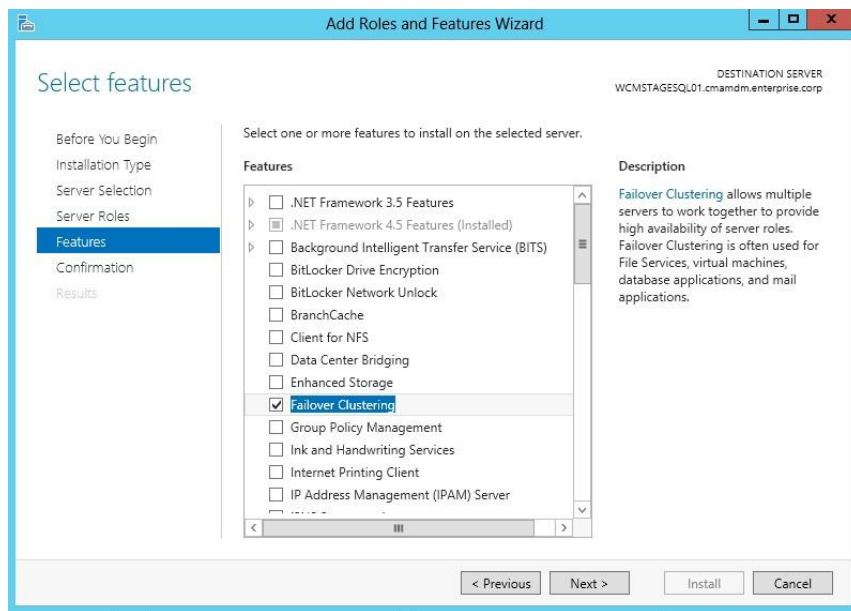 Add Roles and Features Wizard
Select features
DESTINATION SERVER
WCMSTAGESQL01.cmamdm.enterprise.corp
Before You Begin
Installation Type
Server Selection
Server Roles
Features
Confirmation
Results
Select one or more features to install on the selected server.
Features
.NET Framework 3.5 Features
.NET Framework 4.5 Features (Installed)
Background Intelligent Transfer Service (BITS)
BitLocker Drive Encryption
BitLocker Network Unlock
BranchCache
Client for NFS
Data Center Bridging
Enhanced Storage
Failover Clustering
Group Policy Management
Ink and Handwriting Services
Internet Printing Client
IP Address Management (IPAM) Server
Description
Failover Clustering allows multiple
servers to work together to provide
high availability of server roles.
Failover Clustering is often used for
File Services, virtual machines,
database applications, and mail
applications.
< Previous
Next >
Install
Cancel